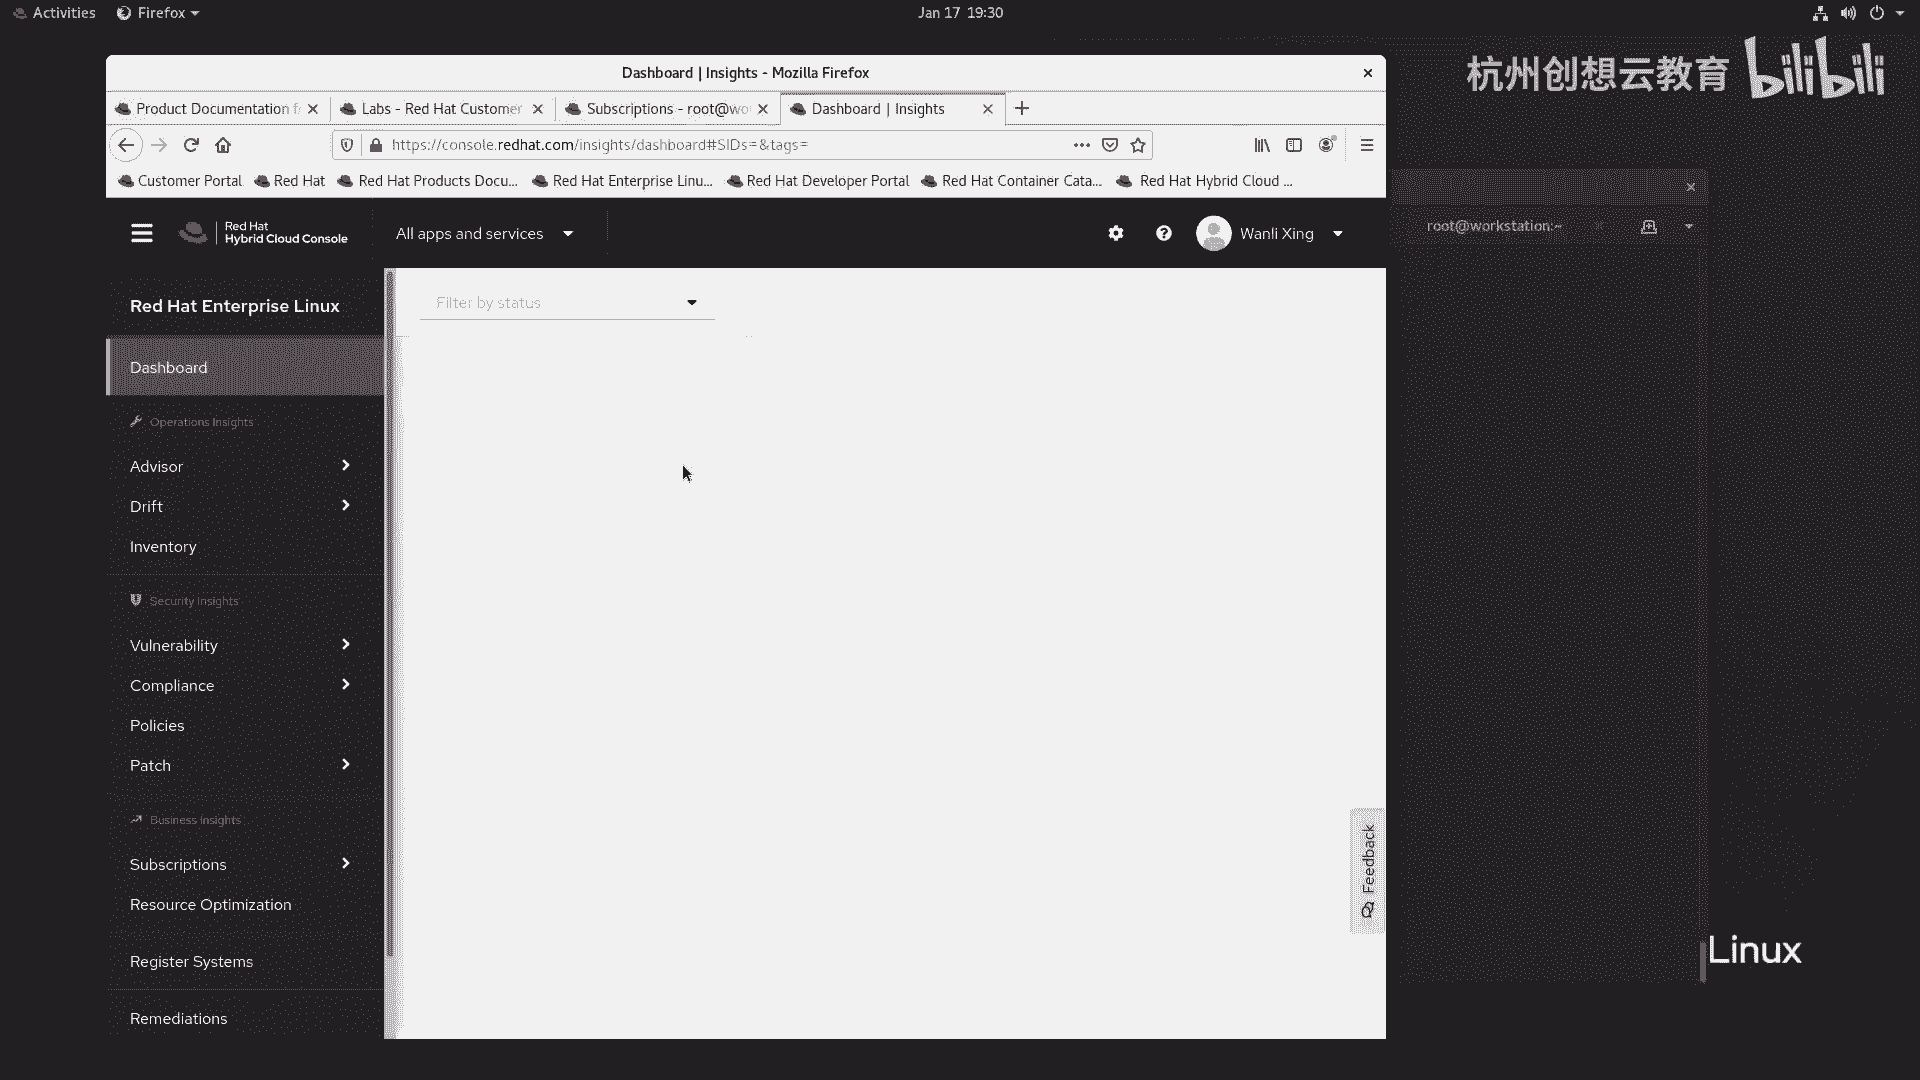 Activities Firefox Jan 17 19:30
杭州创想云教育 bilibili
Dashboard | Insights - Mozilla Firefox
Product Documentation f Labs - Red Hat Customer Subscriptions - root@wo Dashboard | Insights
https://console.redhat.com/insights/dashboard#SIDs=&tags=
Customer Portal Red Hat Red Hat Products Docu... Red Hat Enterprise Linu... Red Hat Developer Portal Red Hat Container Cata... Red Hat Hybrid Cloud ...
root@workstation:~
Red Hat
Hybrid Cloud Console
All apps and services
Wanli Xing
Red Hat Enterprise Linux
Filter by status
Dashboard
Operations Insights
Advisor
Drift
Inventory
Security Insights
Vulnerability
Compliance
Policies
Patch
Business Insights
Subscriptions
Resource Optimization
Register Systems
Remediations
Feedback
Linux